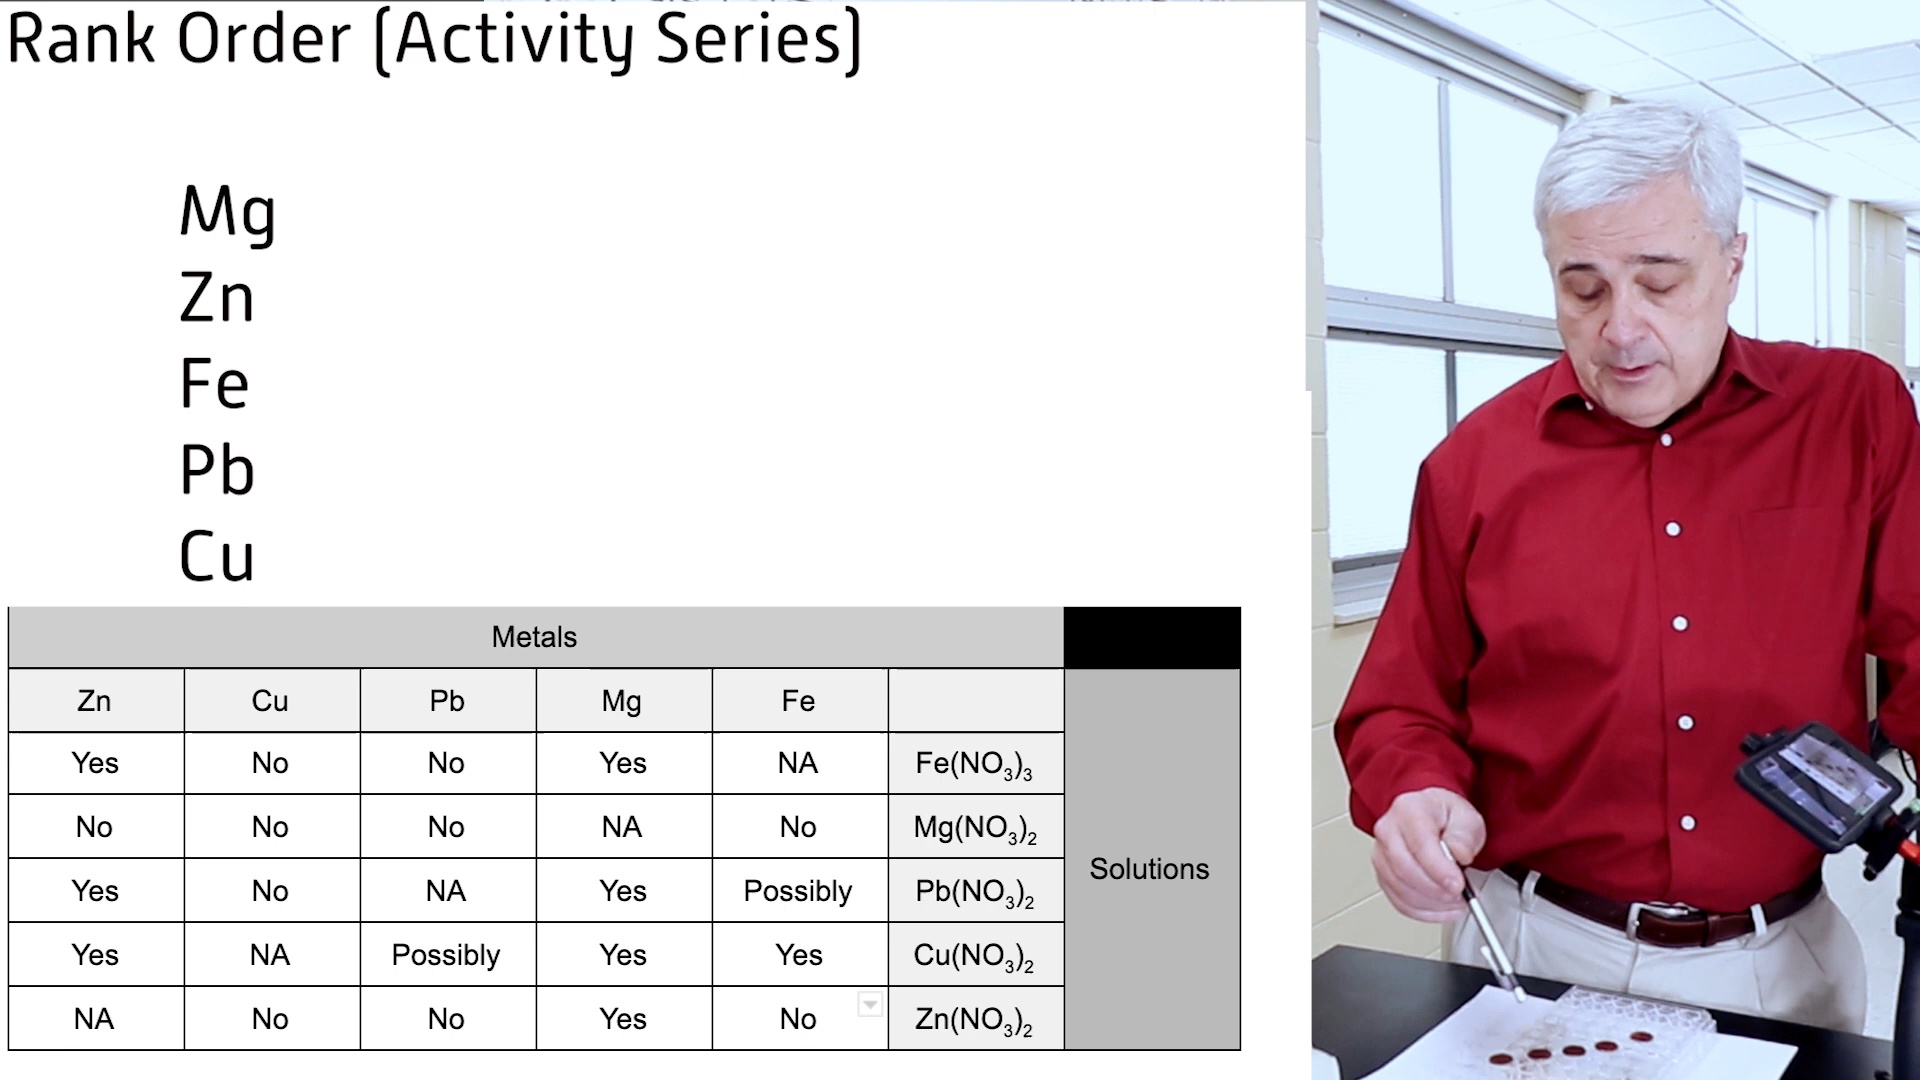 Rank Order (Activity Series)
Mg
Zn
Fe
Pb
Cu
Metals
Zn Cu Pb Mg Fe
Yes No No Yes NA Fe(NO₃)₃
No No No NA No Mg(NO₃)₂
Yes No NA Yes Possibly Pb(NO₃)₂
Yes NA Possibly Yes Yes Cu(NO₃)₂
NA No No Yes No Zn(NO₃)₂
Solutions